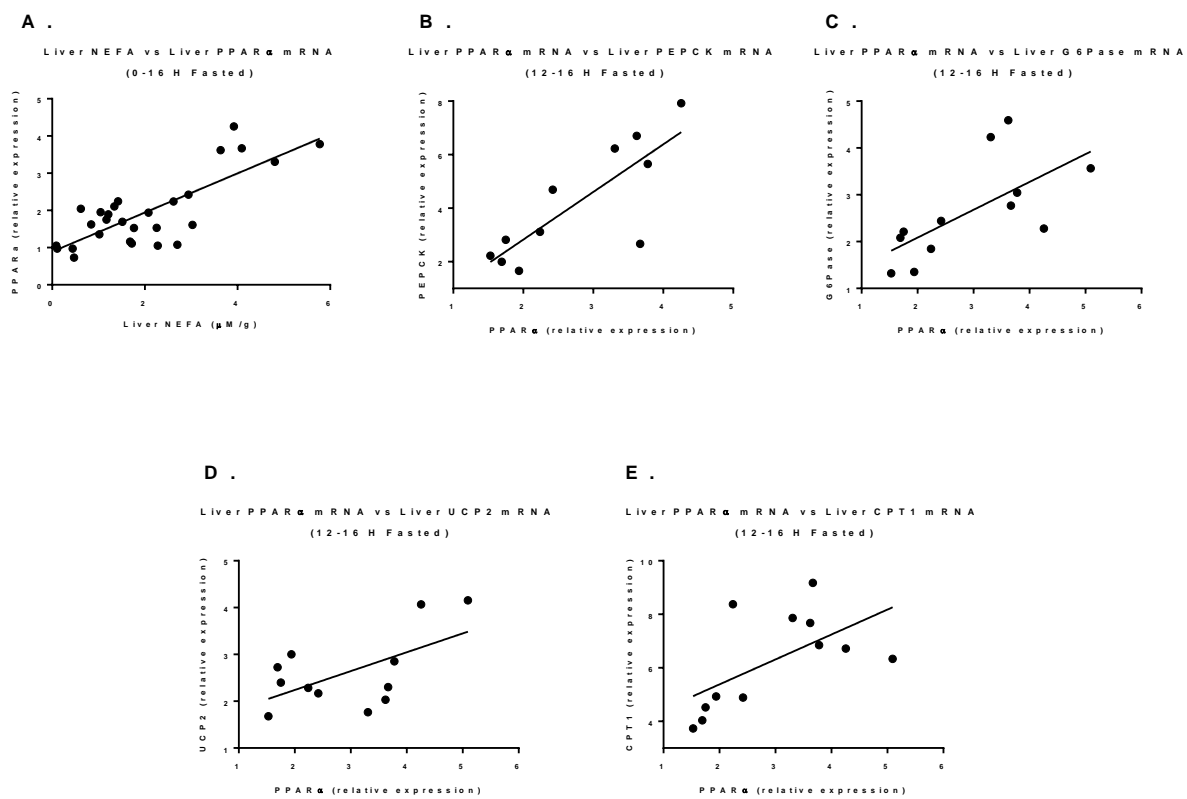 A.
Liver NEFA vs Liver PPARα mRNA
(0-16 H Fasted)
PPARa (relative expression)
5
4
3
2
1
0
0 2 4 6
Liver NEFA (µM/g)
B.
Liver PPARα mRNA vs Liver PEPCK mRNA
(12-16 H Fasted)
PEPCK (relative expression)
8
6
4
2
1 2 3 4 5
PPARα (relative expression)
C.
Liver PPARα mRNA vs Liver G6Pase mRNA
(12-16 H Fasted)
G6Pase (relative expression)
5
4
3
2
1
1 2 3 4 5 6
PPARα (relative expression)
D.
Liver PPARα mRNA vs Liver UCP2 mRNA
(12-16 H Fasted)
UCP2 (relative expression)
5
4
3
2
1
1 2 3 4 5 6
PPARα (relative expression)
E.
Liver PPARα mRNA vs Liver CPT1 mRNA
(12-16 H Fasted)
CPT1 (relative expression)
10
8
6
4
1 2 3 4 5 6
PPARα (relative expression)